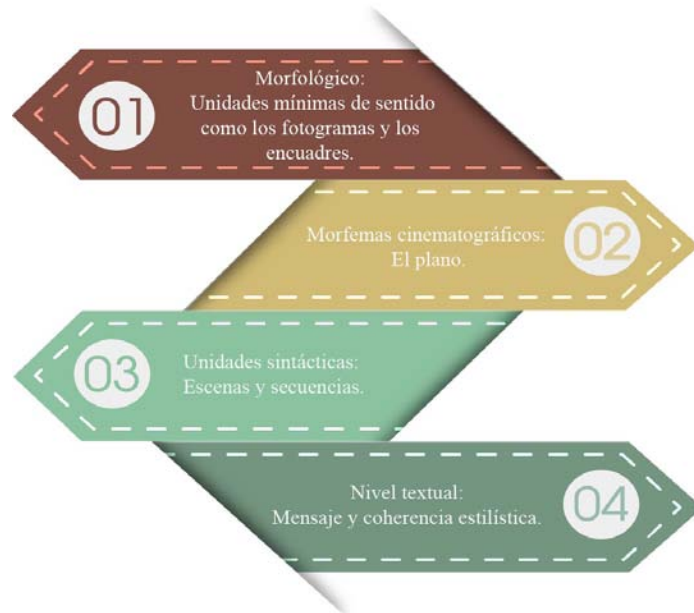 01
Morfológico:
Unidades mínimas de sentido
como los fotogramas y los
encuadres.
Morfemas cinematográficos:
El plano.
02
03
Unidades sintácticas:
Escenas y secuencias.
Nivel textual:
Mensaje y coherencia estilística.
04